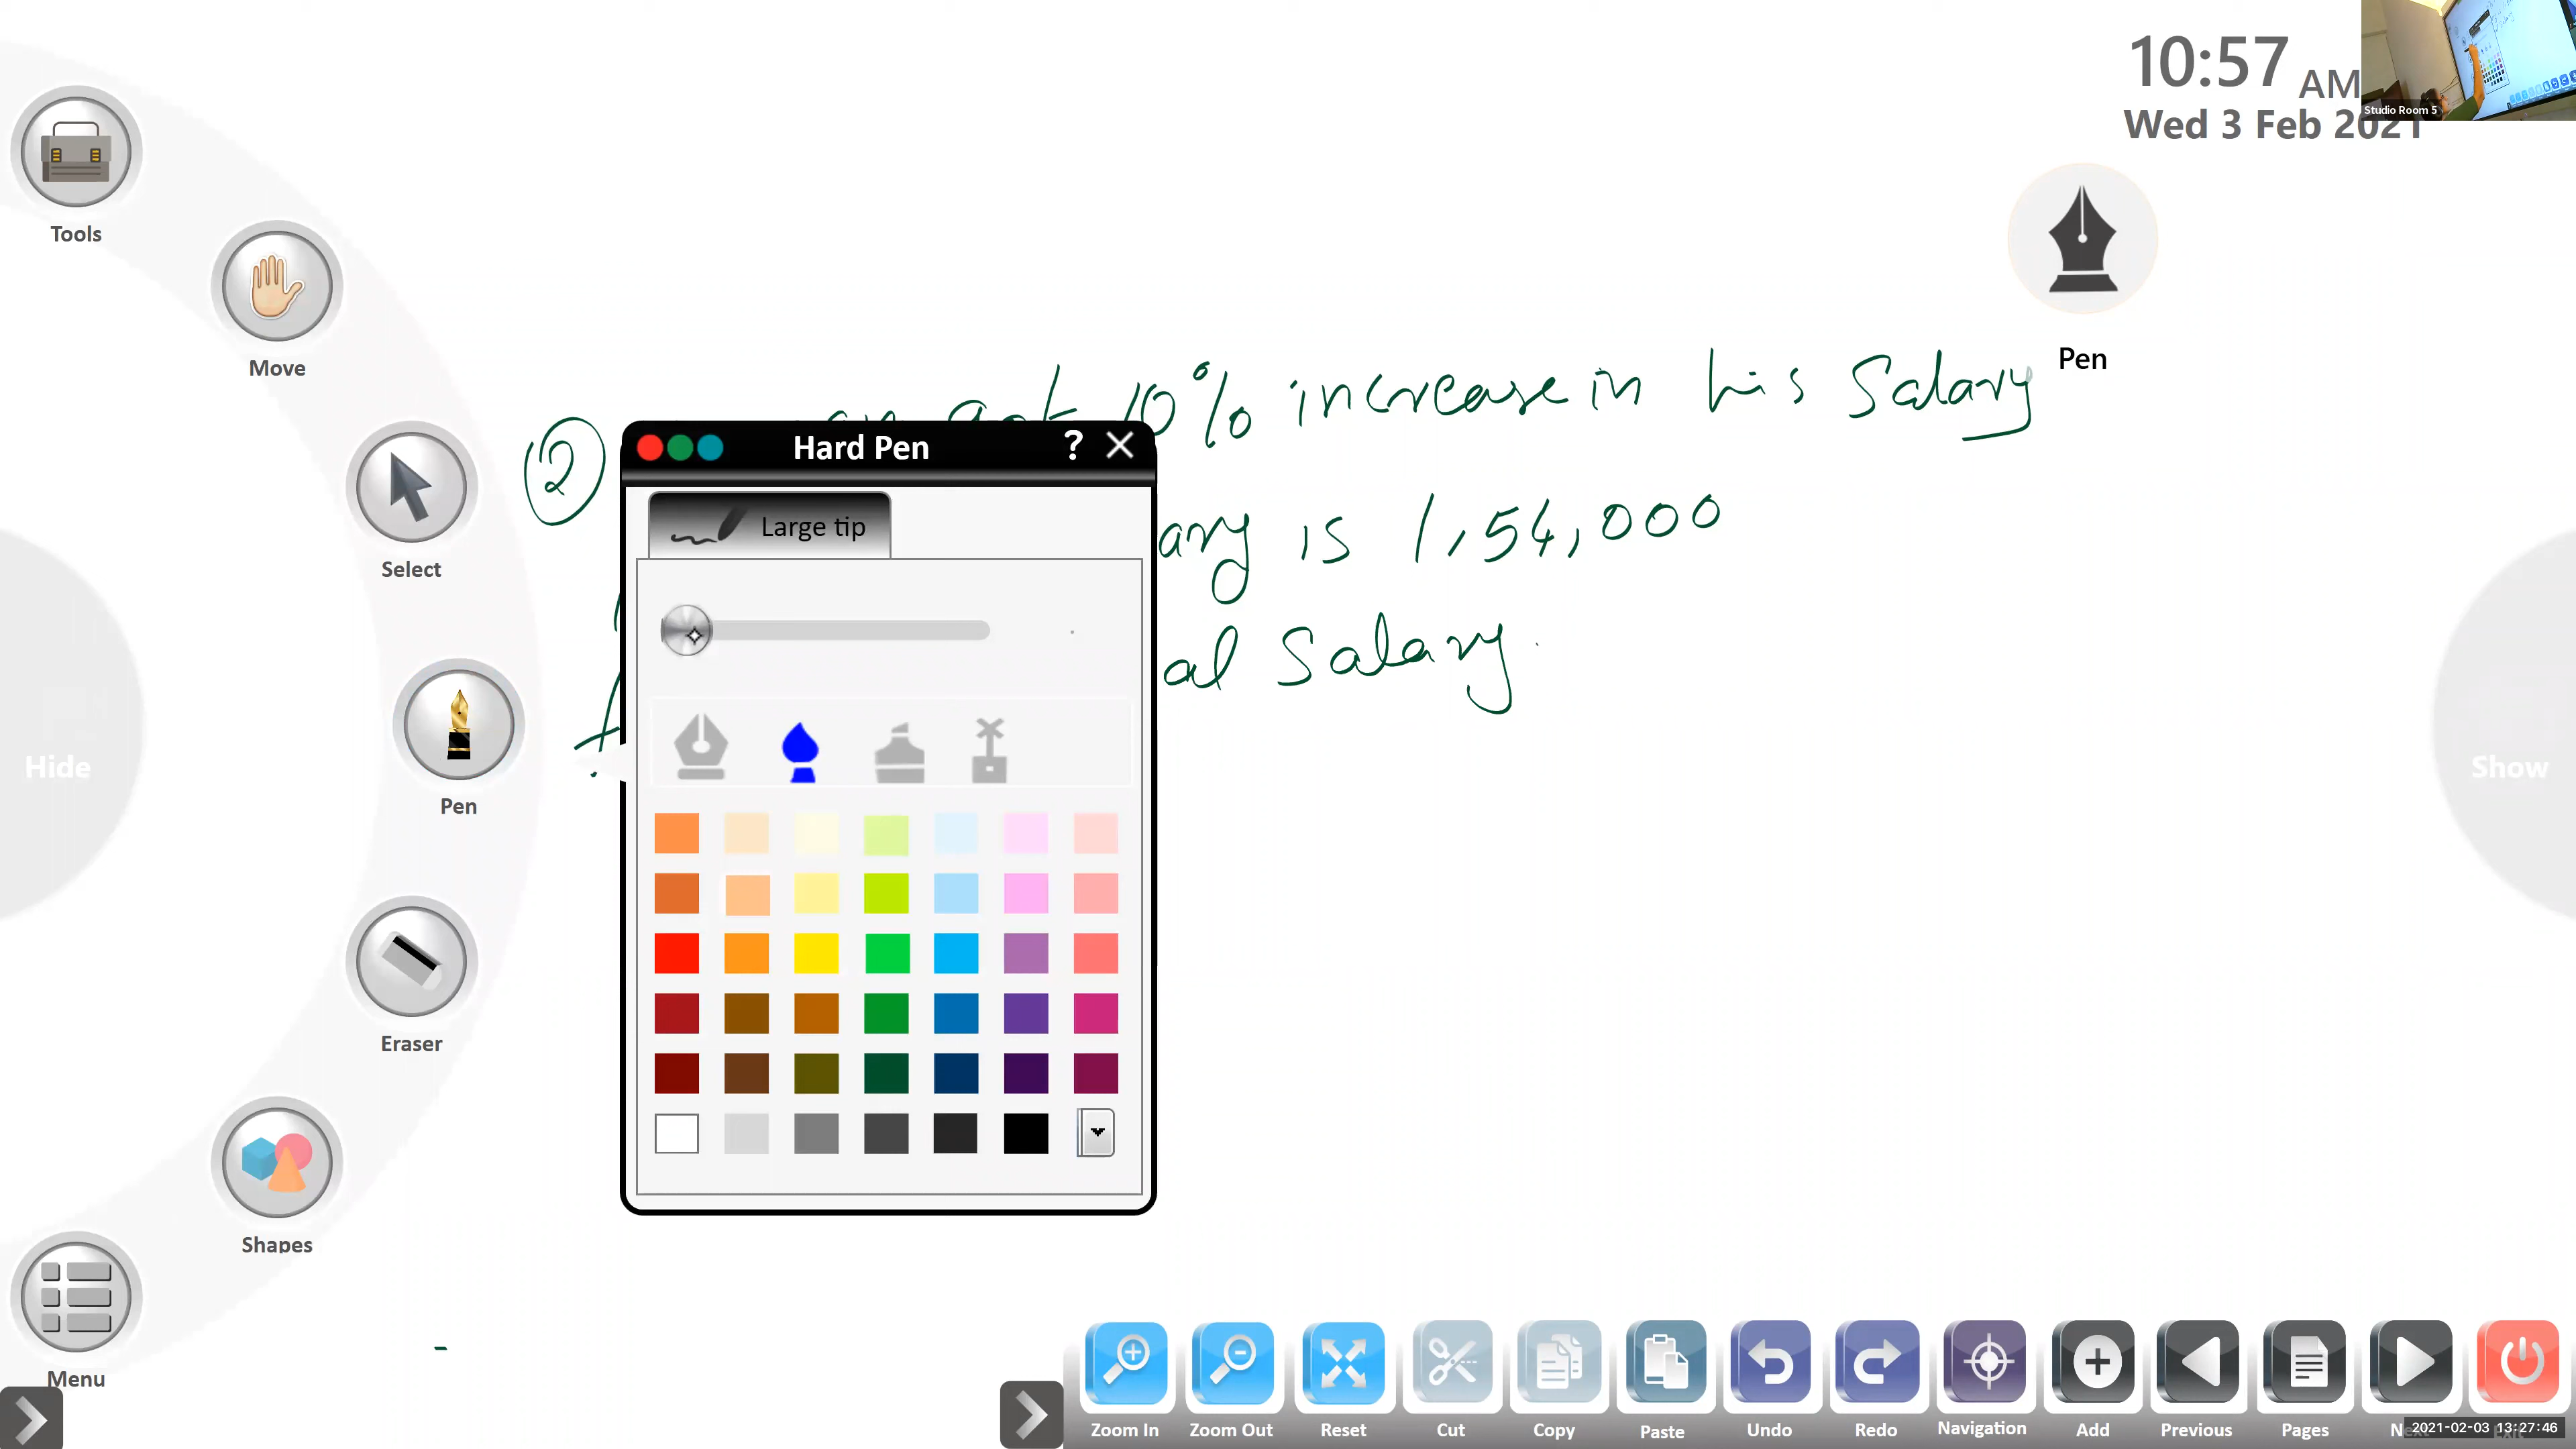 10:57 AM
Wed 3 Feb 2021
Studio Room 5
Tools
Move
Select
Pen
Eraser
Shapes
Menu
Hide
Show
Pen
② got 10% increase in his Salary
is 1,54,000
Salary.
Hard Pen ?
Large tip
Zoom In Zoom Out Reset Cut Copy Paste Undo Redo Navigation Add Previous Pages
2021-02-03 13:27:46